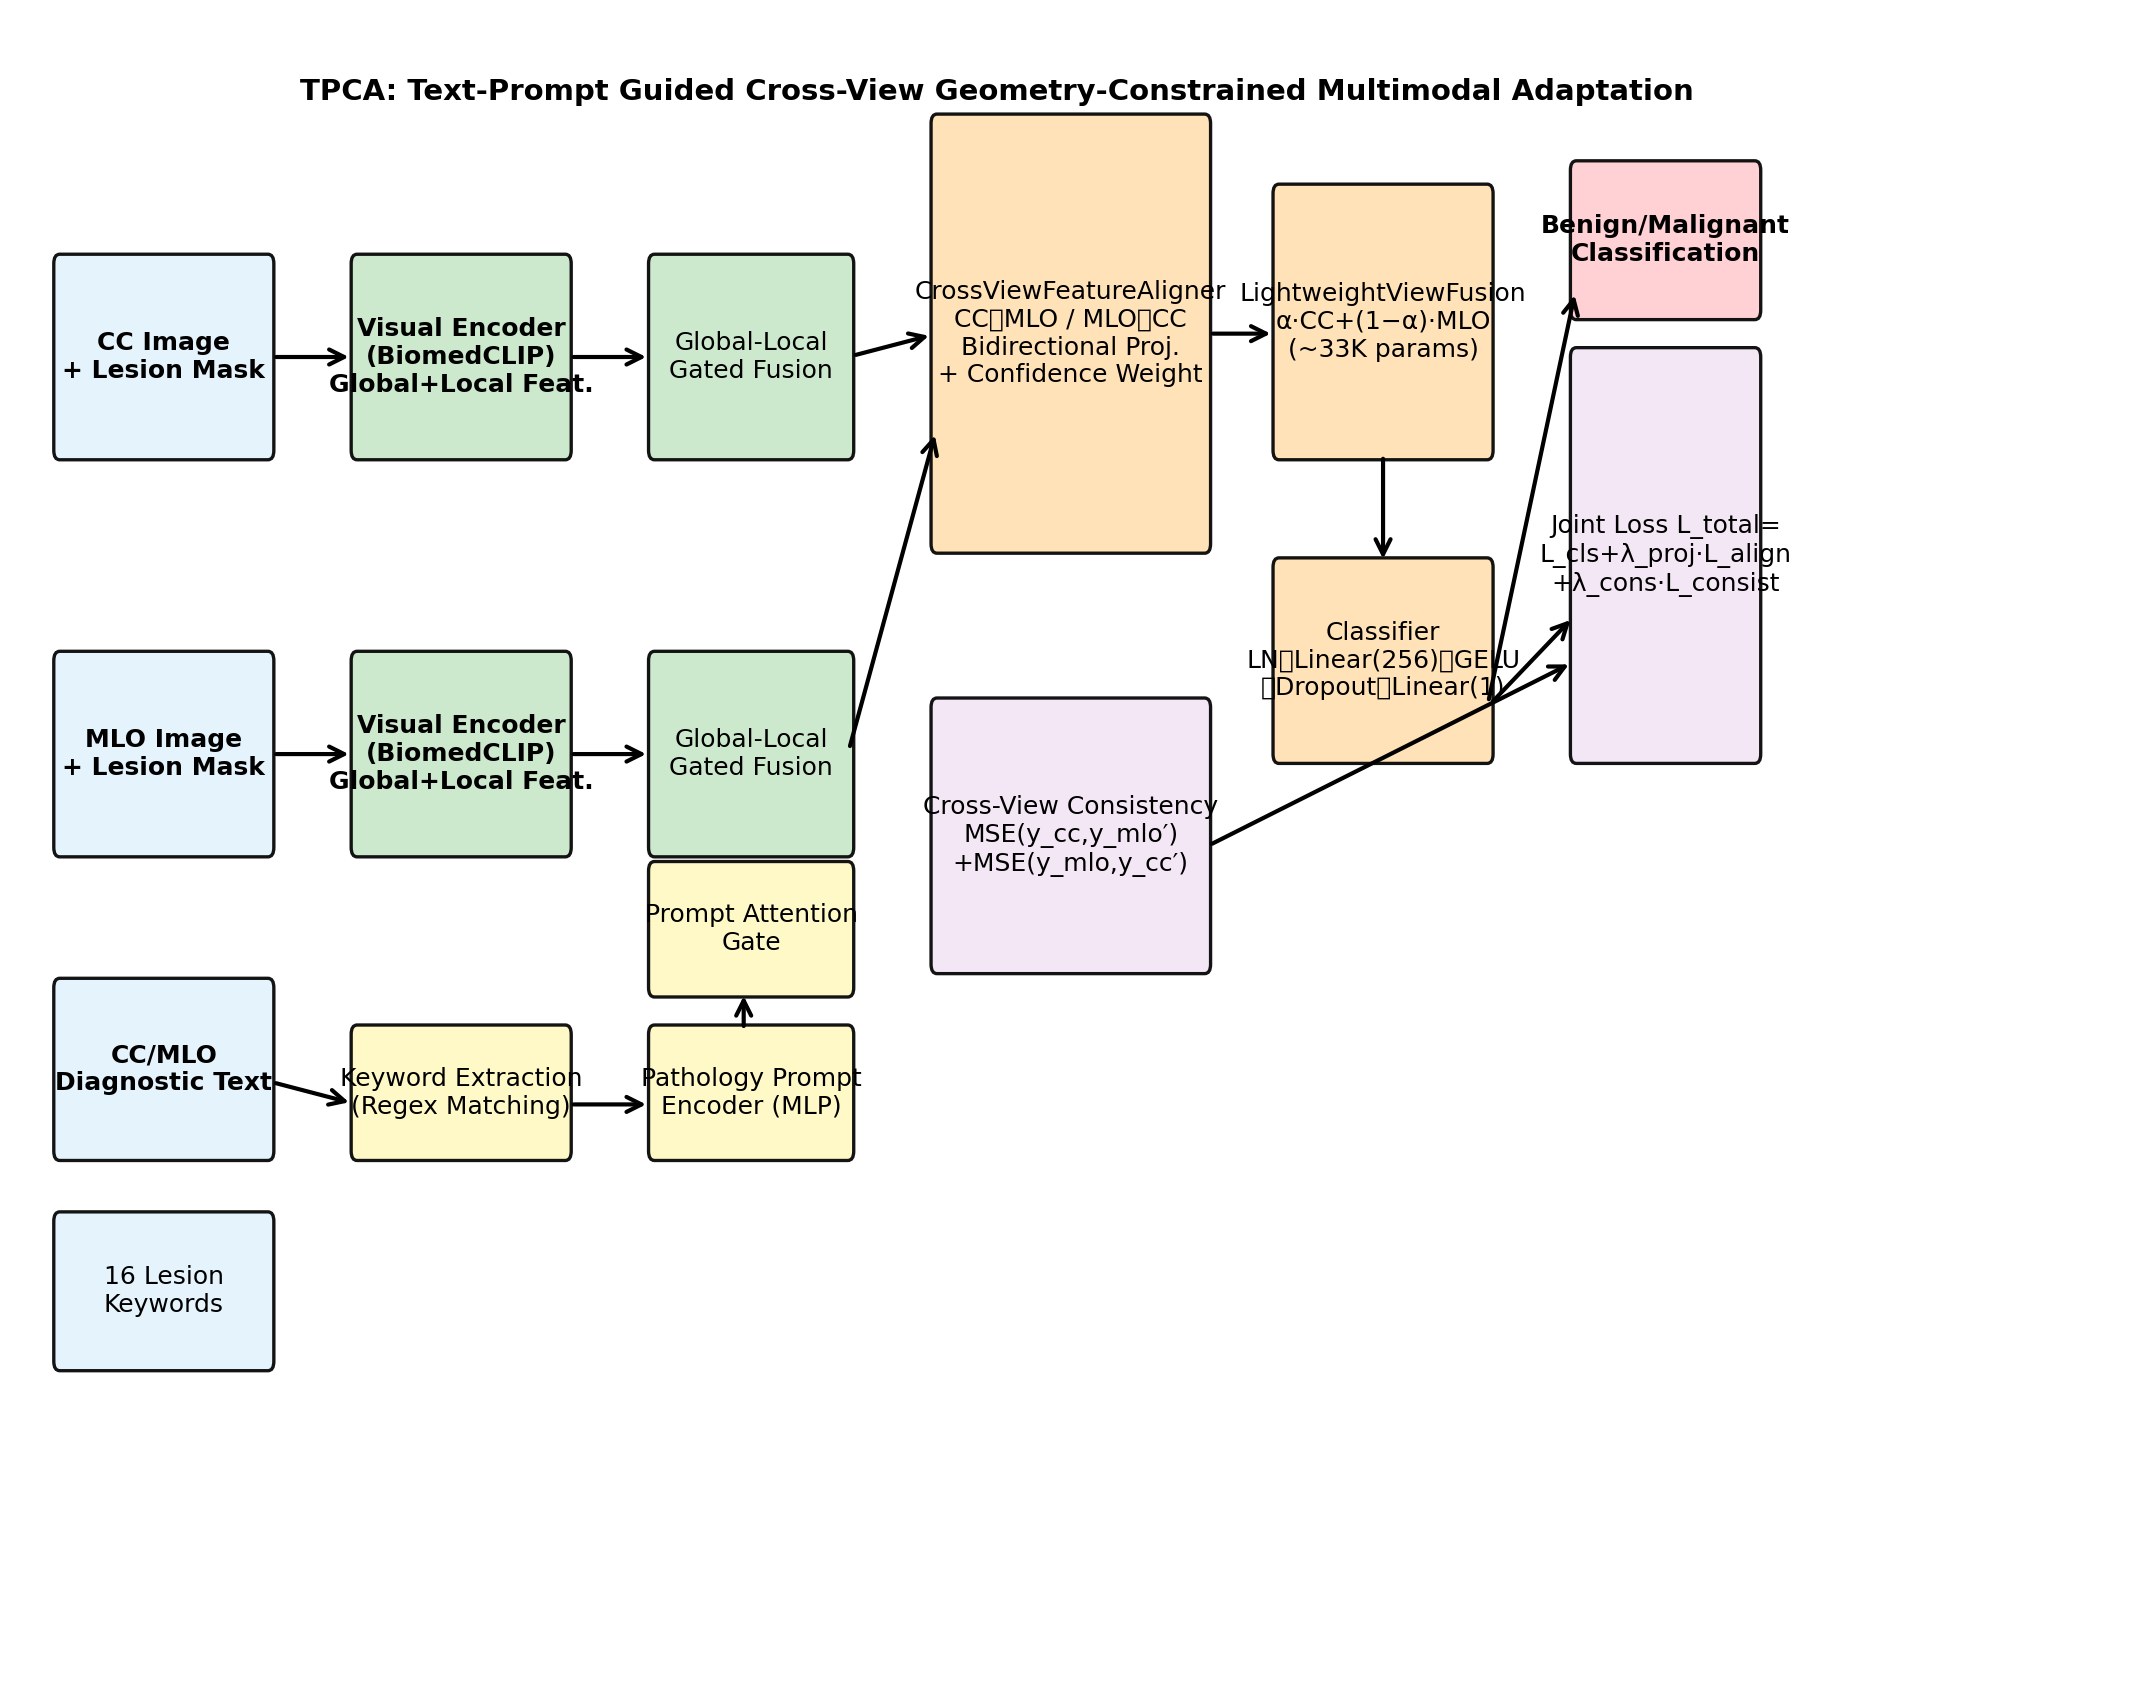 TPCA: Text-Prompt Guided Cross-View Geometry-Constrained Multimodal Adaptation
CC Image
+ Lesion Mask
Visual Encoder
(BiomedCLIP)
Global+Local Feat.
Global-Local
Gated Fusion
CrossViewFeatureAligner
CC▯MLO / MLO▯CC
Bidirectional Proj.
+ Confidence Weight
LightweightViewFusion
α·CC+(1−α)·MLO
(~33K params)
Benign/Malignant
Classification
Joint Loss L_total=
L_cls+λ_proj·L_align
+λ_cons·L_consist
Classifier
LN▯Linear(256)▯GELU
▯Dropout▯Linear(1)
MLO Image
+ Lesion Mask
Visual Encoder
(BiomedCLIP)
Global+Local Feat.
Global-Local
Gated Fusion
Cross-View Consistency
MSE(y_cc,y_mlo′)
+MSE(y_mlo,y_cc′)
Prompt Attention
Gate
CC/MLO
Diagnostic Text
Keyword Extraction
(Regex Matching)
Pathology Prompt
Encoder (MLP)
16 Lesion
Keywords